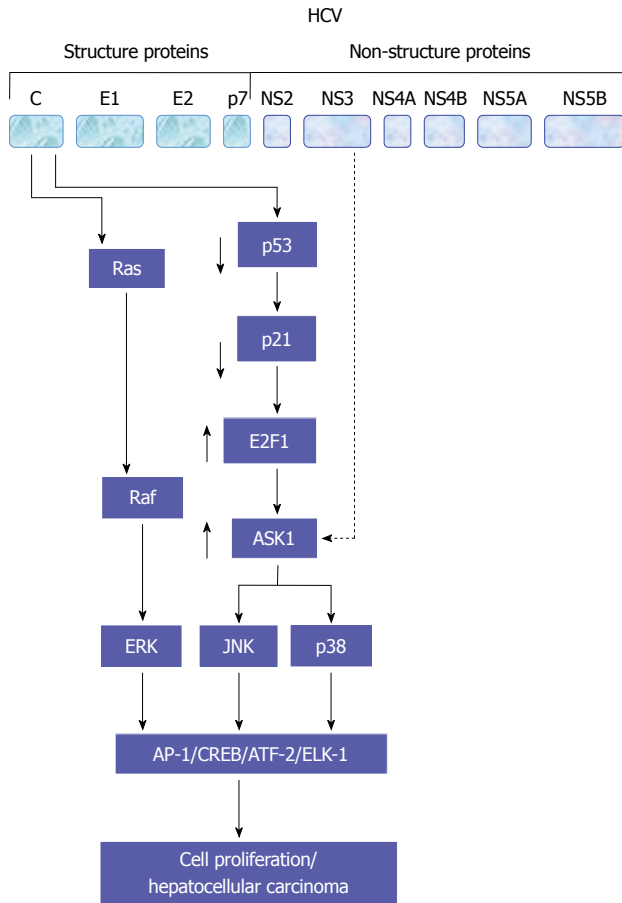 HCV
Structure proteins Non-structure proteins
C E1 E2 p7 NS2 NS3 NS4A NS4B NS5A NS5B
p53
Ras
p21
E2F1
Raf
ASK1
ERK JNK p38
AP-1/CREB/ATF-2/ELK-1
Cell proliferation/
hepatocellular carcinoma